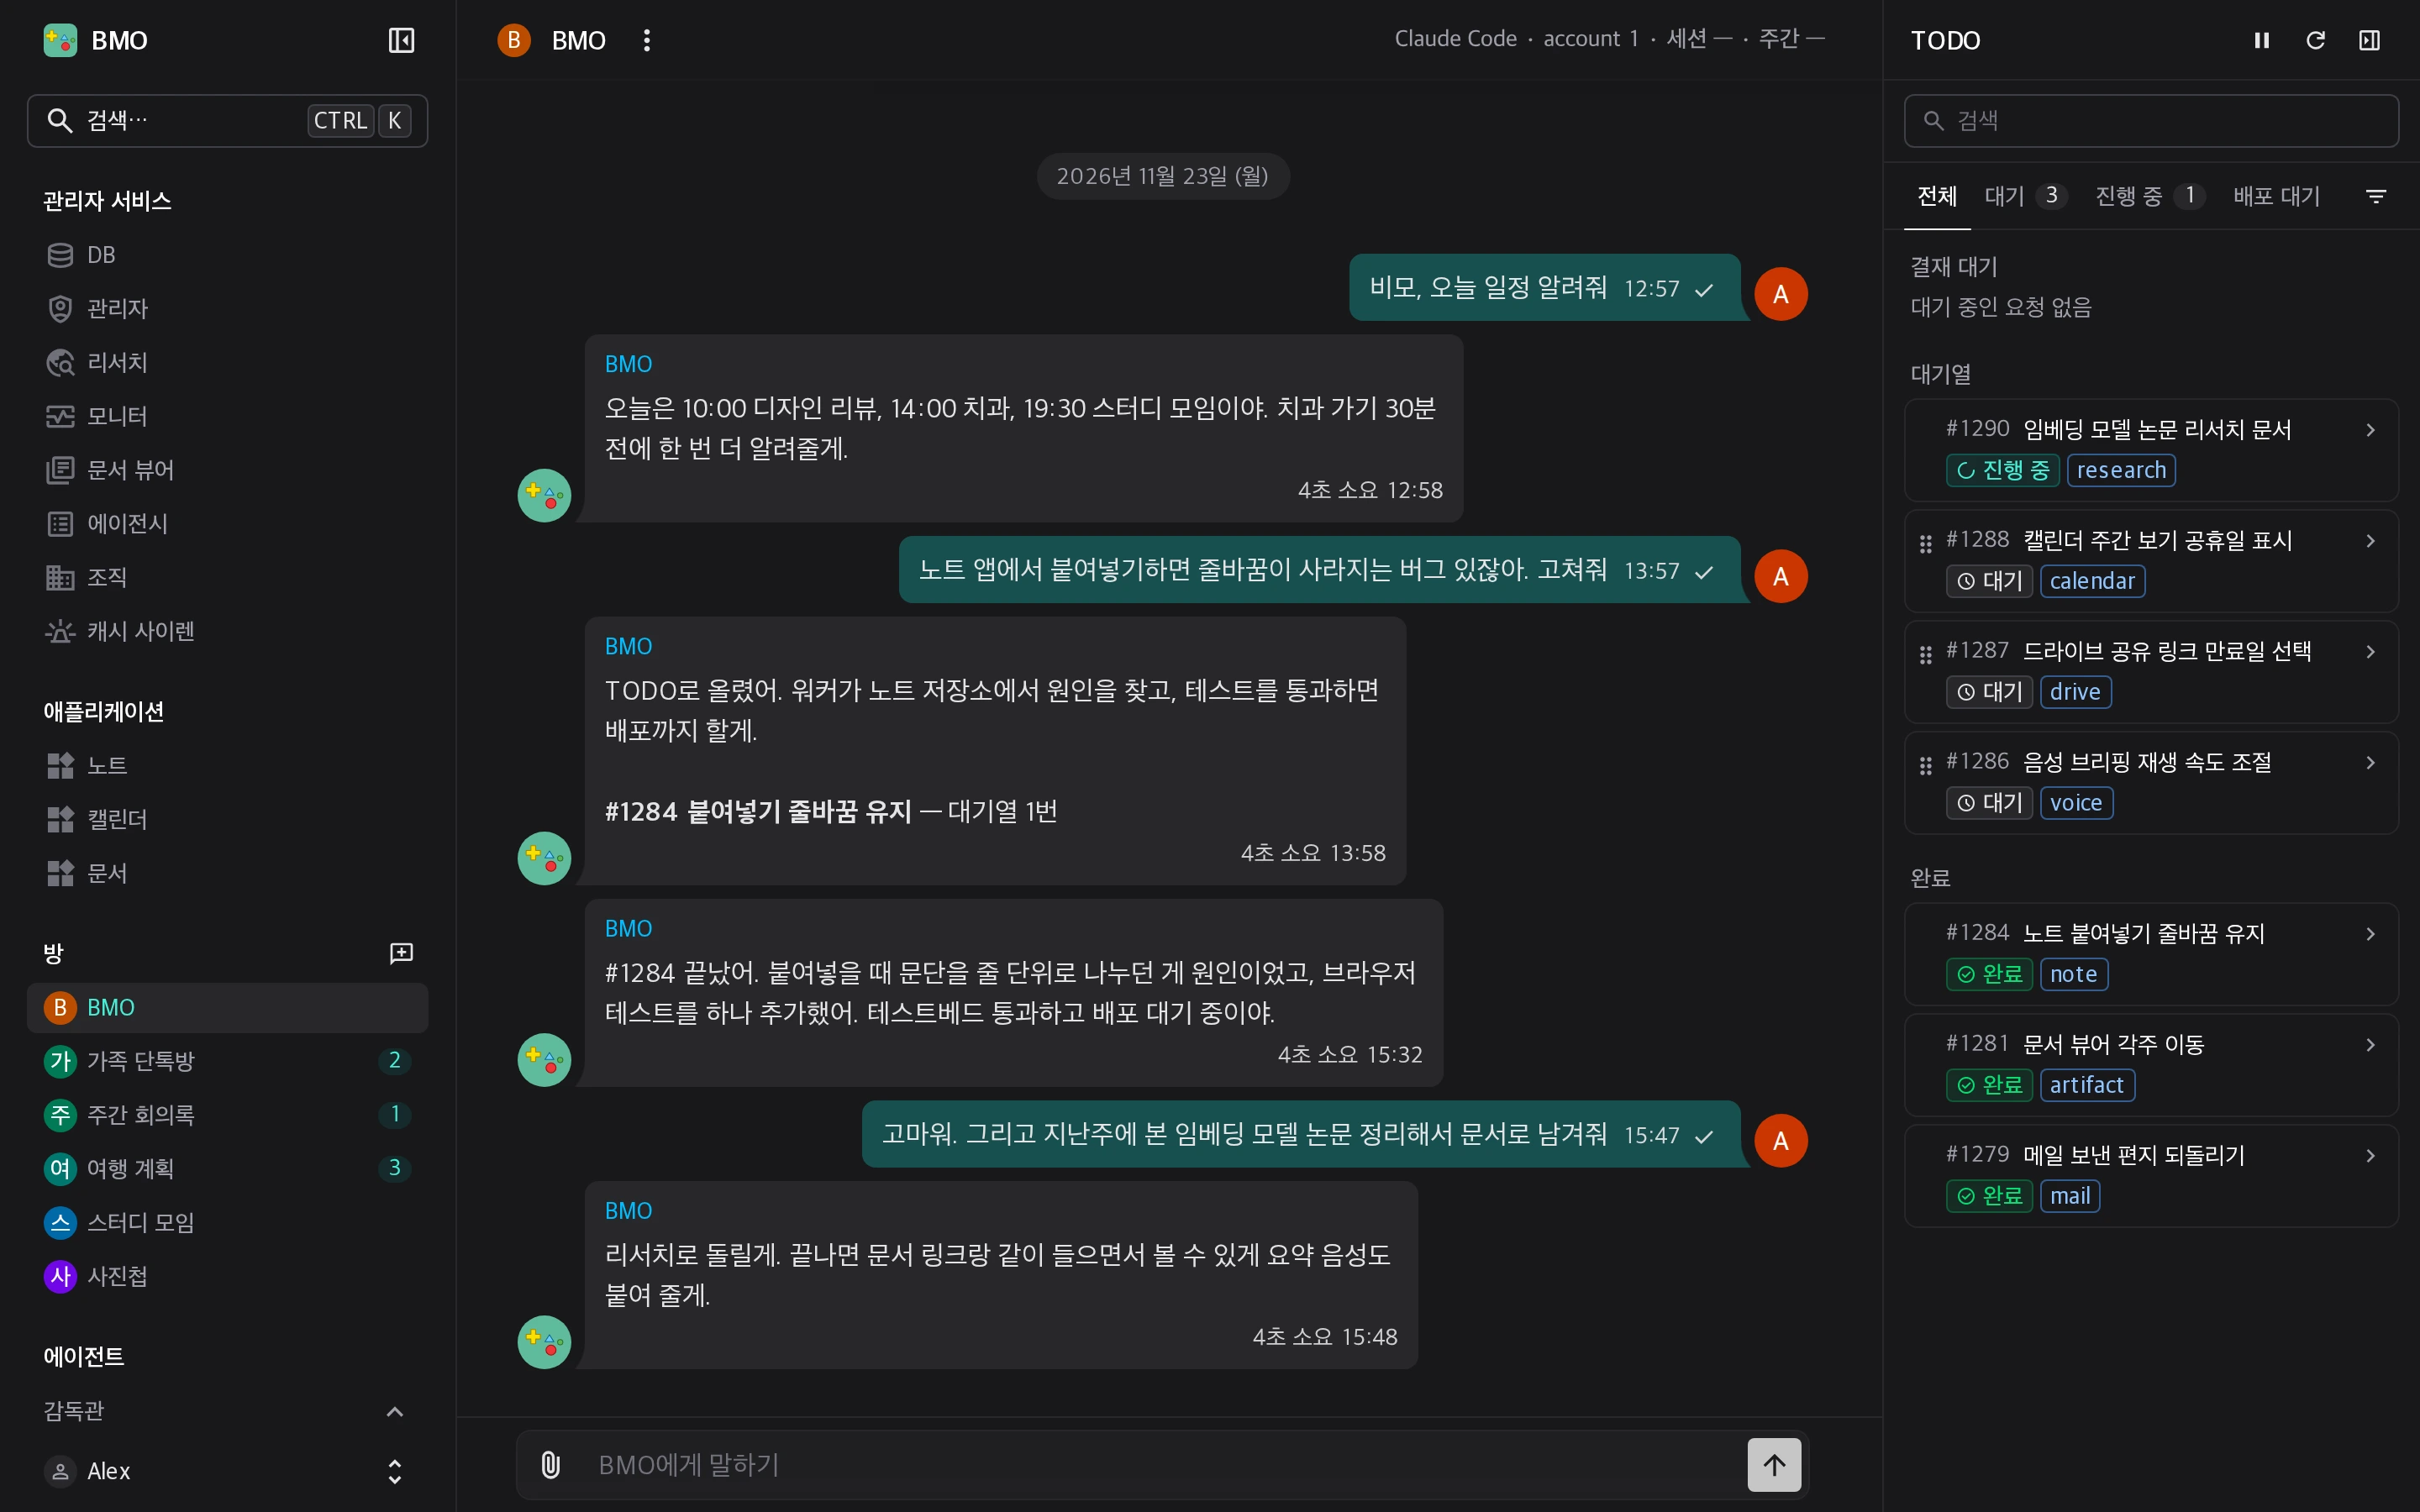 BMO
검색…
CTRL K
관리자 서비스
DB
관리자
리서치
모니터
문서 뷰어
에이전시
조직
캐시 사이렌
애플리케이션
노트
캘린더
문서
방
B BMO
가 가족 단톡방 2
주 주간 회의록 1
여 여행 계획 3
스 스터디 모임
사 사진첩
에이전트
감독관
Alex
B BMO
Claude Code · account 1 · 세션 — · 주간 —
2026년 11월 23일 (월)
비모, 오늘 일정 알려줘 12:57
A
BMO
오늘은 10:00 디자인 리뷰, 14:00 치과, 19:30 스터디 모임이야. 치과 가기 30분
전에 한 번 더 알려줄게.
4초 소요 12:58
노트 앱에서 붙여넣기하면 줄바꿈이 사라지는 버그 있잖아. 고쳐줘 13:57
A
BMO
TODO로 올렸어. 워커가 노트 저장소에서 원인을 찾고, 테스트를 통과하면
배포까지 할게.
#1284 붙여넣기 줄바꿈 유지 — 대기열 1번
4초 소요 13:58
BMO
#1284 끝났어. 붙여넣을 때 문단을 줄 단위로 나누던 게 원인이었고, 브라우저
테스트를 하나 추가했어. 테스트베드 통과하고 배포 대기 중이야.
4초 소요 15:32
고마워. 그리고 지난주에 본 임베딩 모델 논문 정리해서 문서로 남겨줘 15:47
A
BMO
리서치로 돌릴게. 끝나면 문서 링크랑 같이 들으면서 볼 수 있게 요약 음성도
붙여 줄게.
4초 소요 15:48
BMO에게 말하기
TODO
검색
전체 대기 3 진행 중 1 배포 대기
결재 대기
대기 중인 요청 없음
대기열
#1290 임베딩 모델 논문 리서치 문서
진행 중 research
#1288 캘린더 주간 보기 공휴일 표시
대기 calendar
#1287 드라이브 공유 링크 만료일 선택
대기 drive
#1286 음성 브리핑 재생 속도 조절
대기 voice
완료
#1284 노트 붙여넣기 줄바꿈 유지
완료 note
#1281 문서 뷰어 각주 이동
완료 artifact
#1279 메일 보낸 편지 되돌리기
완료 mail